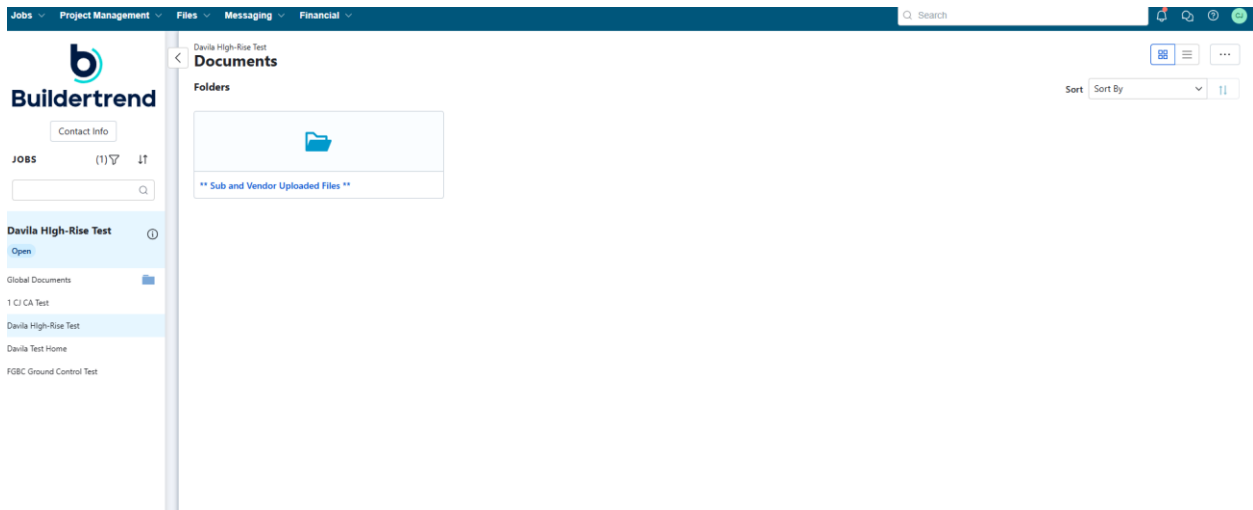 Jobs Project Management Files Messaging Financial Search CJ
Buildertrend
Contact Info
JOBS (1)
Davila HIgh-Rise Test
Open
Global Documents
1 CJ CA Test
Davila HIgh-Rise Test
Davila Test Home
FGBC Ground Control Test
Davila HIgh-Rise Test
Documents
Folders
Sort Sort By
** Sub and Vendor Uploaded Files **